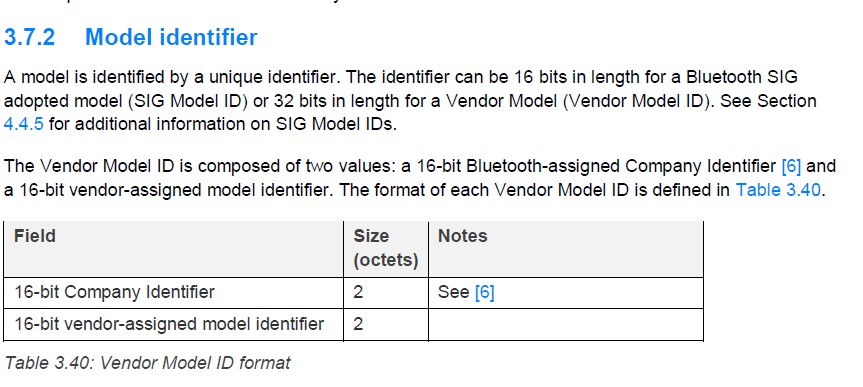 3.7.2 Model identifier
A model is identified by a unique identifier. The identifier can be 16 bits in length for a Bluetooth SIG
adopted model (SIG Model ID) or 32 bits in length for a Vendor Model (Vendor Model ID). See Section
4.4.5 for additional information on SIG Model IDs.
The Vendor Model ID is composed of two values: a 16-bit Bluetooth-assigned Company Identifier [6] and
a 16-bit vendor-assigned model identifier. The format of each Vendor Model ID is defined in Table 3.40.
Field Size (octets) Notes
16-bit Company Identifier 2 See [6]
16-bit vendor-assigned model identifier 2
Table 3.40: Vendor Model ID format